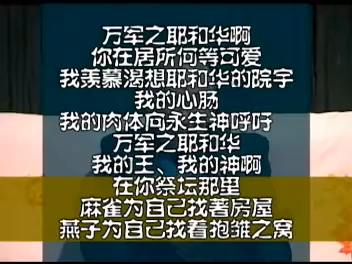 万军之耶和华啊
你在居所何等可爱
我羡慕渴想耶和华的院宇
我的心肠
我的肉体向永生神呼吁
万军之耶和华
我的王、我的神啊
在你祭坛那里
麻雀为自己找著房屋
燕子为自己找着抱雏之窝